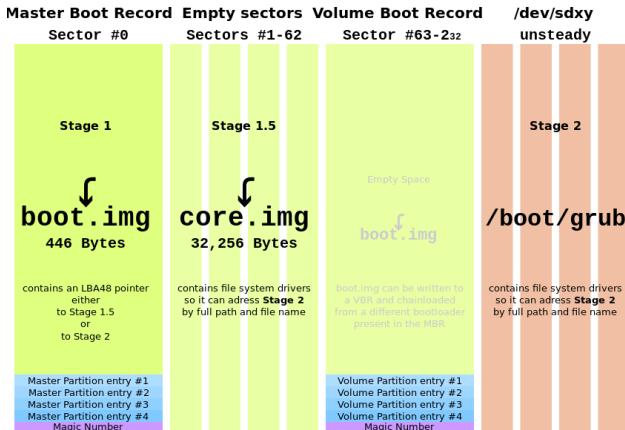 Master Boot Record
Sector #0
Stage 1
boot.img
446 Bytes
contains an LBA48 pointer
either
to Stage 1.5
or
to Stage 2
Master Partition entry #1
Master Partition entry #2
Master Partition entry #3
Master Partition entry #4
Magic Number
Empty sectors
Sectors #1-62
Stage 1.5
core.img
32,256 Bytes
contains file system drivers
so it can adress Stage 2
by full path and file name
Volume Boot Record
Sector #63-232
Empty Space
boot.img
boot.img can be written to
a VBR and chainloaded
from a different bootloader
present in the MBR
Volume Partition entry #1
Volume Partition entry #2
Volume Partition entry #3
Volume Partition entry #4
Magic Number
/dev/sdxy
unsteady
Stage 2
/boot/grub
contains file system drivers
so it can adress Stage 2
by full path and file name